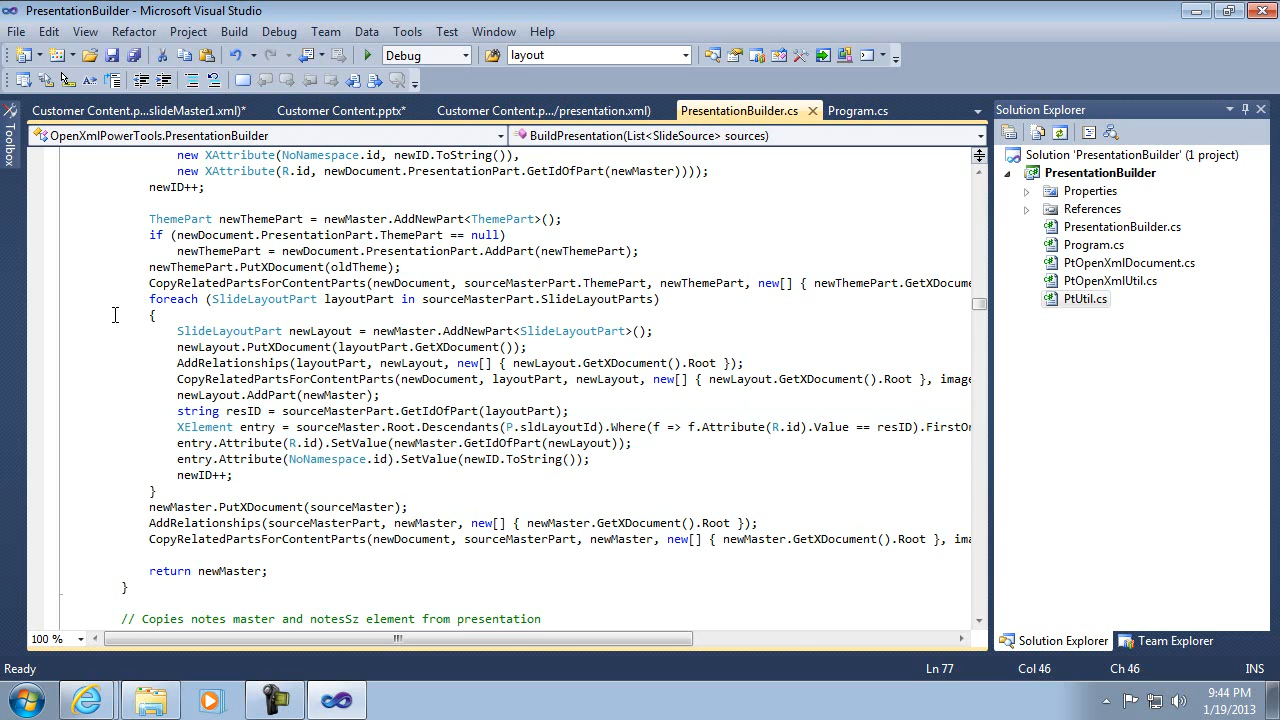 PresentationBuilder - Microsoft Visual Studio
File Edit View Refactor Project Build Debug Team Data Tools Test Window Help
Debug layout
Customer Content.p...slideMaster1.xml)* Customer Content.pptx* Customer Content.p.../presentation.xml) PresentationBuilder.cs Program.cs
OpenXmlPowerTools.PresentationBuilder BuildPresentation(List<SlideSource> sources)
new XAttribute(NoNamespace.id, newID.ToString()),
new XAttribute(R.id, newDocument.PresentationPart.GetIdOfPart(newMaster))));
newID++;
ThemePart newThemePart = newMaster.AddNewPart<ThemePart>();
if (newDocument.PresentationPart.ThemePart == null)
newThemePart = newDocument.PresentationPart.AddPart(newThemePart);
newThemePart.PutXDocument(oldTheme);
CopyRelatedPartsForContentParts(newDocument, sourceMasterPart.ThemePart, newThemePart, new[] { newThemePart.GetXDocume
foreach (SlideLayoutPart layoutPart in sourceMasterPart.SlideLayoutParts)
{
SlideLayoutPart newLayout = newMaster.AddNewPart<SlideLayoutPart>();
newLayout.PutXDocument(layoutPart.GetXDocument());
AddRelationships(layoutPart, newLayout, new[] { newLayout.GetXDocument().Root });
CopyRelatedPartsForContentParts(newDocument, layoutPart, newLayout, new[] { newLayout.GetXDocument().Root }, image
newLayout.AddPart(newMaster);
string resID = sourceMasterPart.GetIdOfPart(layoutPart);
XElement entry = sourceMaster.Root.Descendants(P.sldLayoutId).Where(f => f.Attribute(R.id).Value == resID).FirstOr
entry.Attribute(R.id).SetValue(newMaster.GetIdOfPart(newLayout));
entry.Attribute(NoNamespace.id).SetValue(newID.ToString());
newID++;
}
newMaster.PutXDocument(sourceMaster);
AddRelationships(sourceMasterPart, newMaster, new[] { newMaster.GetXDocument().Root });
CopyRelatedPartsForContentParts(newDocument, sourceMasterPart, newMaster, new[] { newMaster.GetXDocument().Root }, ima
return newMaster;
}
// Copies notes master and notesSz element from presentation
100 %
Toolbox
Solution Explorer
Solution 'PresentationBuilder' (1 project)
PresentationBuilder
Properties
References
PresentationBuilder.cs
Program.cs
PtOpenXmlDocument.cs
PtOpenXmlUtil.cs
PtUtil.cs
Solution Explorer Team Explorer
Ready Ln 77 Col 46 Ch 46 INS
9:44 PM
1/19/2013